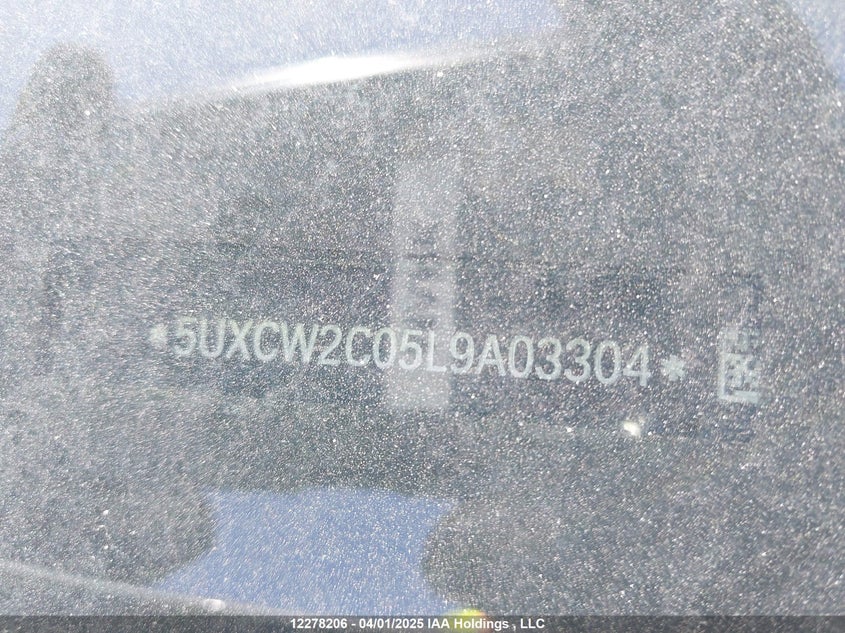 *5UXCW2C05L9A03304*
12278206 - 04/01/2025 IAA Holdings , LLC